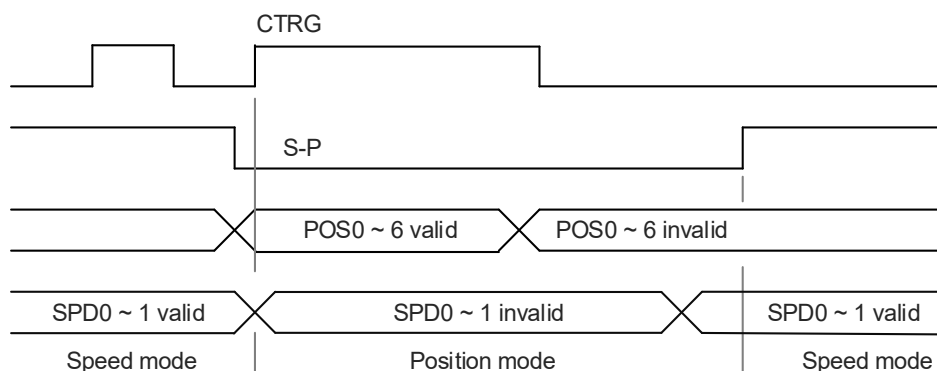 CTRG
S-P
POS0 ~ 6 valid POS0 ~ 6 invalid
SPD0 ~ 1 valid SPD0 ~ 1 invalid SPD0 ~ 1 valid
Speed mode Position mode Speed mode